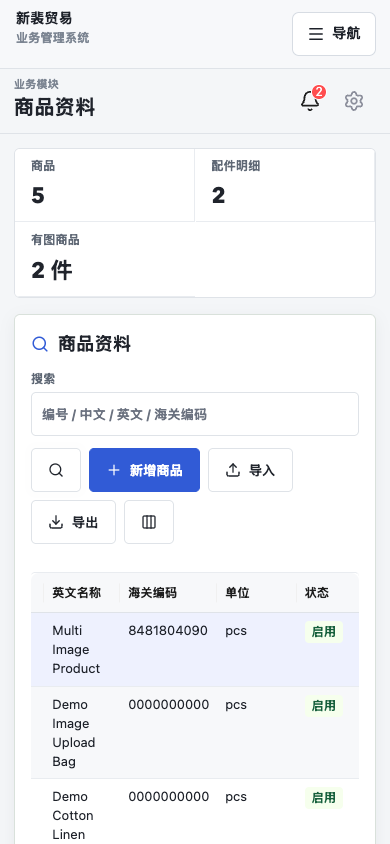 新裴贸易
业务管理系统
导航
业务模块
商品资料
2
商品
5
配件明细
2
有图商品
2 件
商品资料
搜索
编号 / 中文 / 英文 / 海关编码
新增商品
导入
导出
英文名称 海关编码 单位 状态
Multi Image Product 8481804090 pcs 启用
Demo Image Upload Bag 0000000000 pcs 启用
Demo Cotton Linen 0000000000 pcs 启用